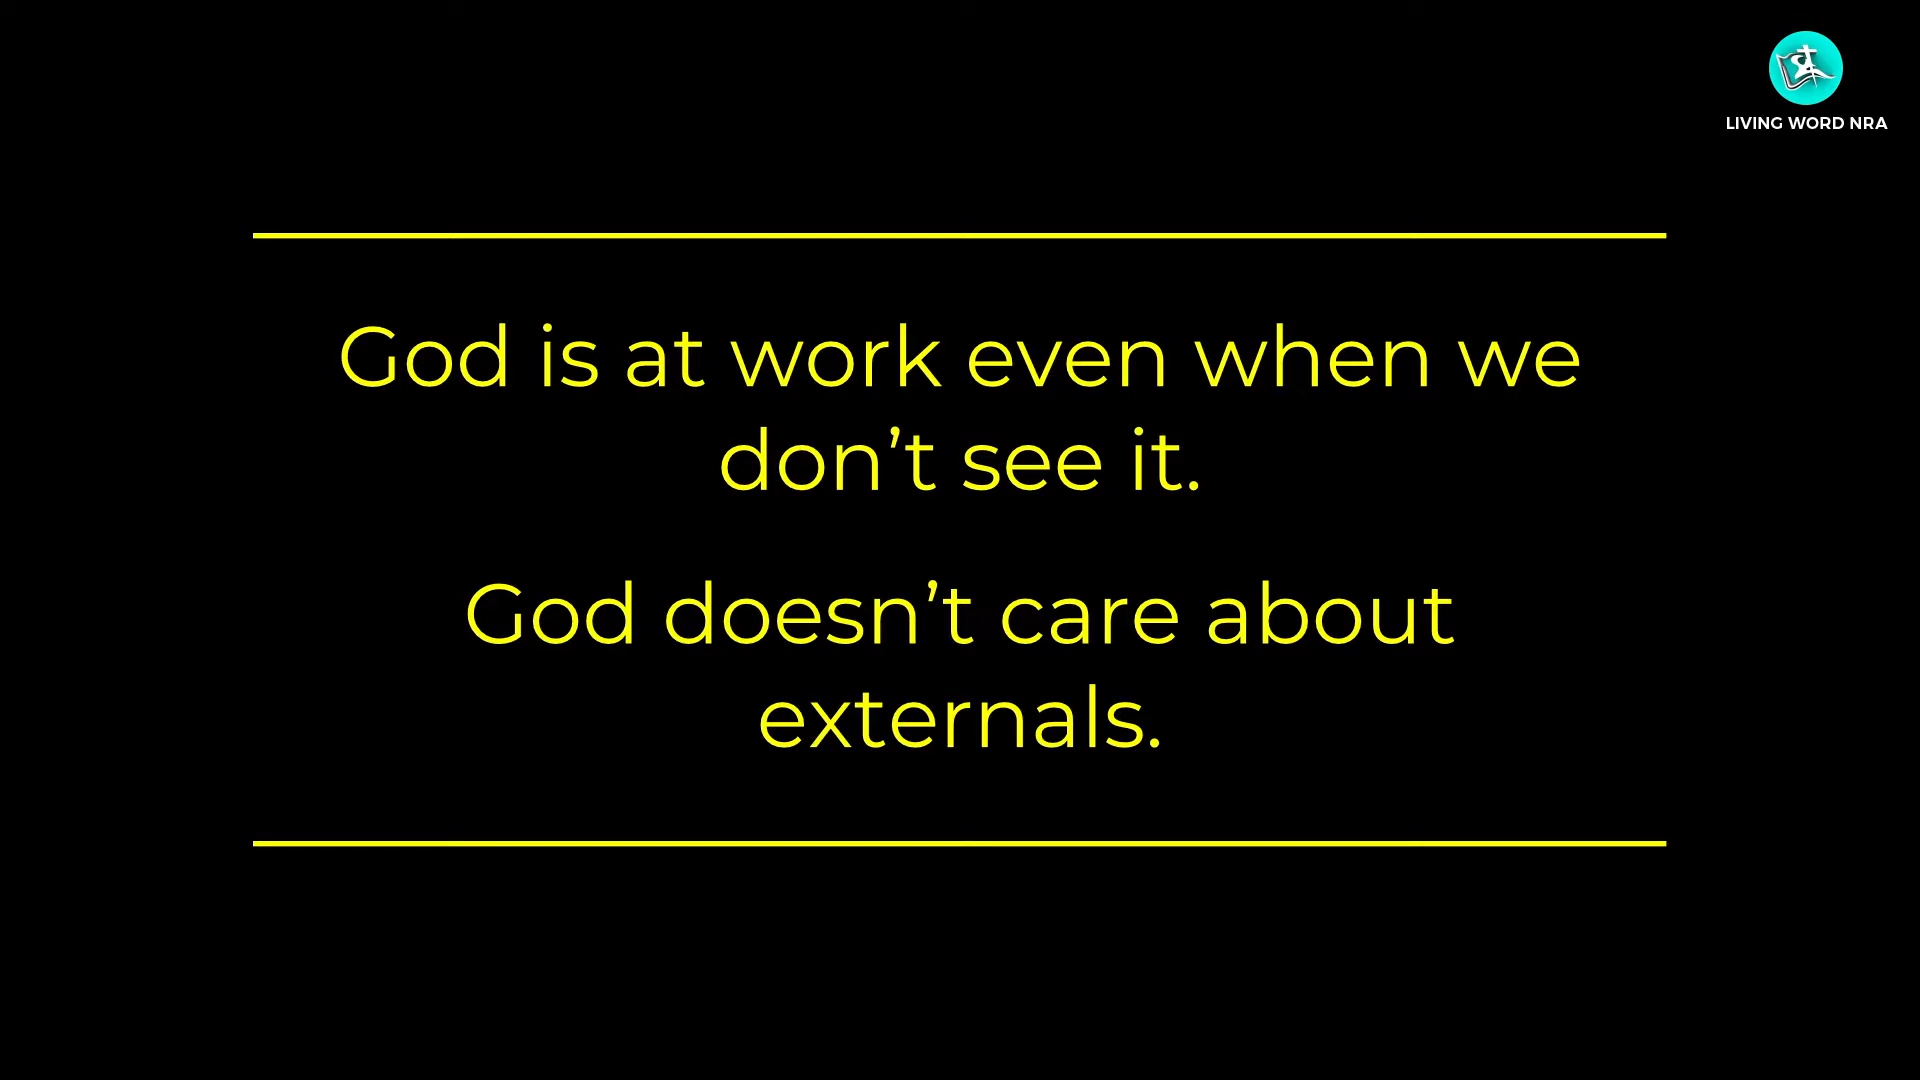 LIVING WORD NRA
God is at work even when we
don’t see it.
God doesn’t care about
externals.